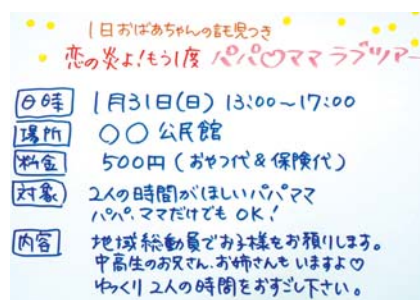 1日おばあちゃんの託児つき
恋の炎よ!もう1度 パパ♡ママ ラブツアー
日時 1月31日(日) 13:00〜17:00
場所 〇〇 公民館
料金 500円(おやつ代&保険代)
対象 2人の時間がほしいパパママ
パパ、ママだけでも OK!
内容 地域総動員でお子様をお預りします。
中高生のお兄さん、お姉さんもいますよ♡
ゆっくり 2人の時間をおすごし下さい。